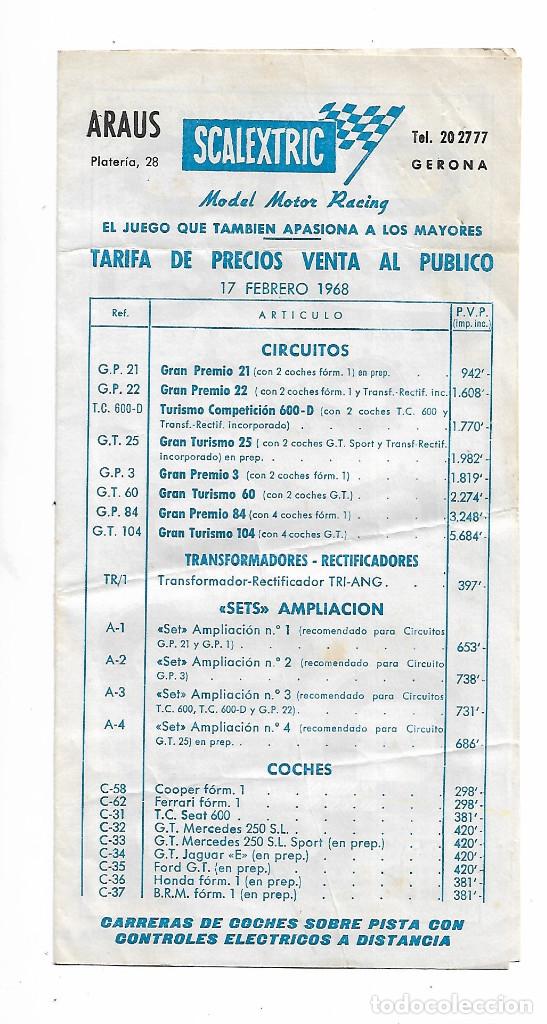 ARAUS
Platería, 28
SCALEXTRIC
Tel. 20 2777
GERONA
Model Motor Racing
EL JUEGO QUE TAMBIEN APASIONA A LOS MAYORES
TARIFA DE PRECIOS VENTA AL PUBLICO
17 FEBRERO 1968
Ref. ARTICULO P.V.P. (imp. inc.)
CIRCUITOS
G.P. 21 Gran Premio 21 (con 2 coches fórm. 1) en prep. . . 942'-
G.P. 22 Gran Premio 22 (con 2 coches fórm. 1 y Transf.-Rectif. inc. 1.608'-
T.C. 600-D Turismo Competición 600-D (con 2 coches T.C. 600 y
Transf.-Rectif. incorporado) . . . . . 1.770'-
G.T. 25 Gran Turismo 25 (con 2 coches G.T. Sport y Transf-Rectif.
incorporado) en prep. . . . . . . 1.982'-
G.P. 3 Gran Premio 3 (con 2 coches fórm. 1) . . . . 1.819'-
G.T. 60 Gran Turismo 60 (con 2 coches G.T.) . . . . 2.274'-
G.P. 84 Gran Premio 84 (con 4 coches fórm. 1) . . . . 3.248'-
G.T. 104 Gran Turismo 104 (con 4 coches G.T.) . . . . 5.684'-
TRANSFORMADORES - RECTIFICADORES
TR/1 Transformador-Rectificador TRI-ANG . . . 397'-
«SETS» AMPLIACION
A-1 «Set» Ampliación n.º 1 (recomendado para Circuitos
G.P. 21 y G.P. 1) . . . . . . . 653'-
A-2 «Set» Ampliación n.º 2 (recomendado para Circuito
G.P. 3) . . . . . . . . 738'-
A-3 «Set» Ampliación n.º 3 (recomendado para Circuitos
T.C. 600, T.C. 600-D y G.P. 22) . . . . . 731'-
A-4 «Set» Ampliación n.º 4 (recomendado para Circuito
G.T. 25) en prep. . . . . . . . 686'-
COCHES
C-58 Cooper fórm. 1 . . . . . . 298'-
C-62 Ferrari fórm. 1 . . . . . . 298'-
C-31 T.C. Seat 600 . . . . . . 381'-
C-32 G.T. Mercedes 250 S.L. . . . . . 420'-
C-33 G.T. Mercedes 250 S.L. Sport (en prep.) . . . 420'-
C-34 G.T. Jaguar «E» (en prep.) . . . . 420'-
C-35 Ford G.T. (en prep.) . . . . . 420'-
C-36 Honda fórm. 1 (en prep.) . . . . 381'-
C-37 B.R.M. fórm. 1 (en prep.) . . . . 381'-
CARRERAS DE COCHES SOBRE PISTA CON
CONTROLES ELECTRICOS A DISTANCIA
todocoleccion